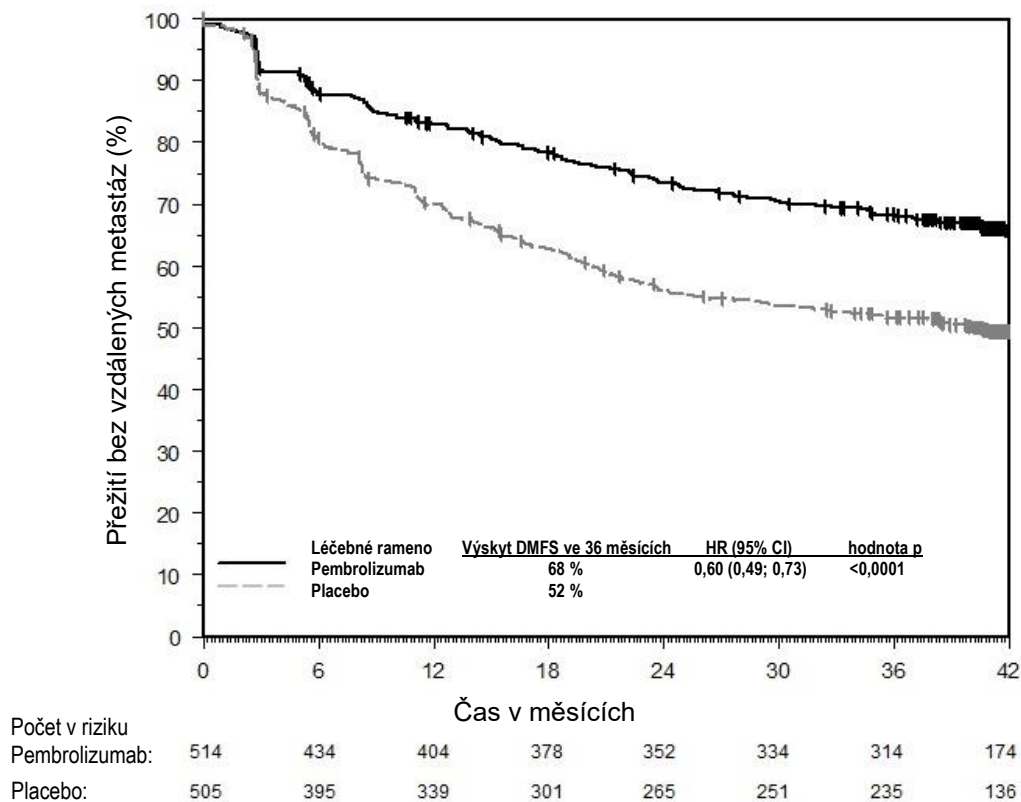 100
90
80
70
60
50
40
30
20
10
0
Přežití bez vzdálených metastáz (%)
Léčebné rameno Výskyt DMFS ve 36 měsících HR (95% CI) hodnota p
Pembrolizumab 68 % 0,60 (0,49; 0,73) <0,0001
Placebo 52 %
0 6 12 18 24 30 36 42
Čas v měsících
Počet v riziku
Pembrolizumab: 514 434 404 378 352 334 314 174
Placebo: 505 395 339 301 265 251 235 136